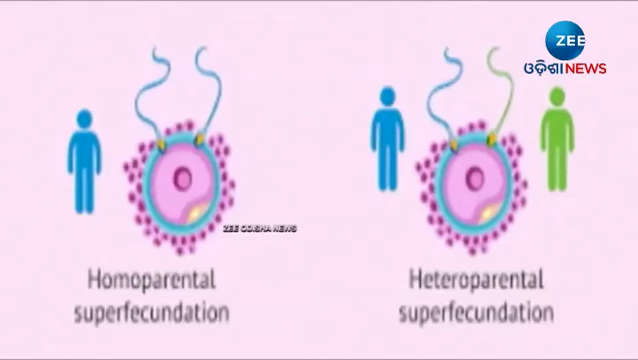 ZEE
ଓଡ଼ିଶା NEWS
ZEE ODISHA NEWS
Homoparental
superfecundation
Heteroparental
superfecundation